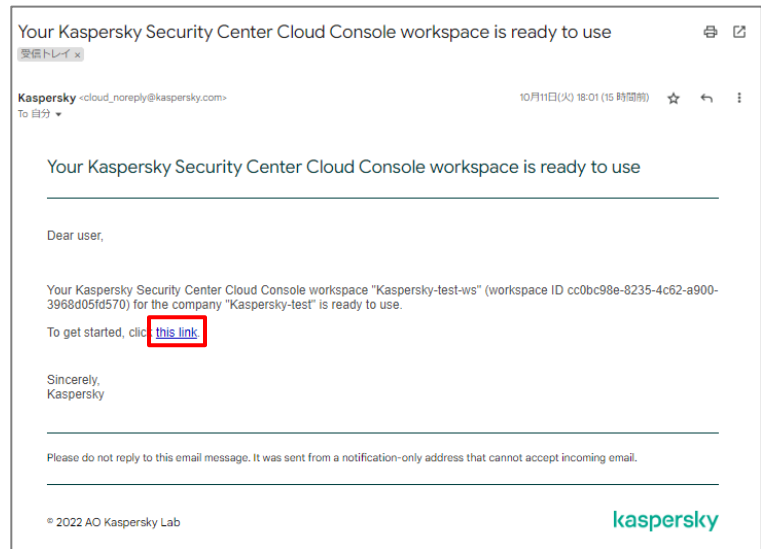 Your Kaspersky Security Center Cloud Console workspace is ready to use
受信トレイ ×
Kaspersky <cloud_noreply@kaspersky.com>
10月11日(火) 18:01 (15 時間前)
To 自分
Your Kaspersky Security Center Cloud Console workspace is ready to use
Dear user,
Your Kaspersky Security Center Cloud Console workspace "Kaspersky-test-ws" (workspace ID cc0bc98e-8235-4c62-a900-
3968d05fd570) for the company "Kaspersky-test" is ready to use.
To get started, click this link.
Sincerely,
Kaspersky
Please do not reply to this email message. It was sent from a notification-only address that cannot accept incoming email.
© 2022 AO Kaspersky Lab
kaspersky